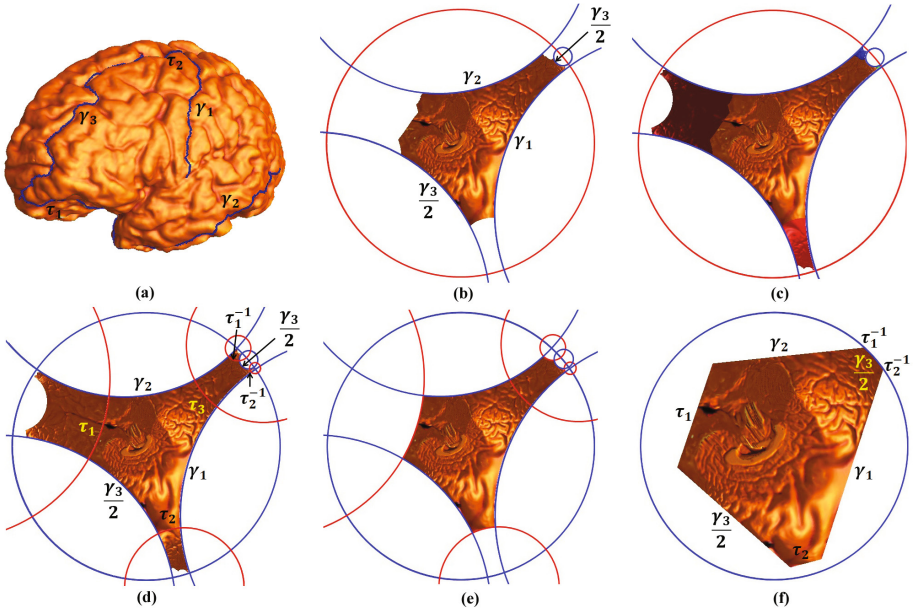 τ₂
γ₁
γ₃
γ₂
τ₁
(a)
γ₃/2
γ₂
γ₁
γ₃/2
(b)
(c)
τ₁⁻¹
γ₃/2
γ₂
τ₂⁻¹
τ₃
τ₁
γ₁
γ₃/2
τ₂
(d)
(e)
τ₁⁻¹
γ₂
γ₃/2
τ₂⁻¹
τ₁
γ₁
γ₃/2
τ₂
(f)